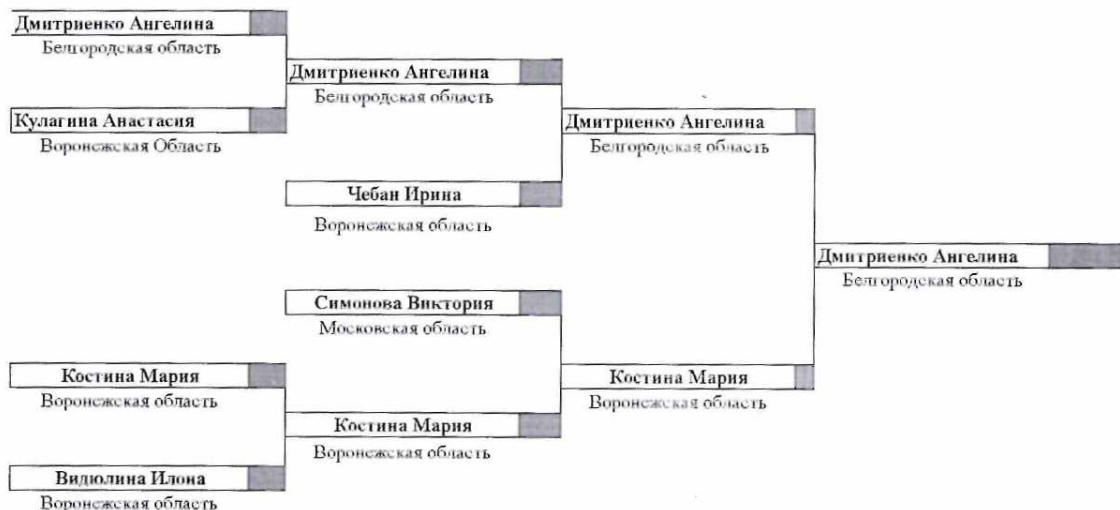 Дмитриенко Ангелина
Белгородская область
Дмитриенко Ангелина
Белгородская область
Кулагина Анастасия
Воронежская Область
Дмитриенко Ангелина
Белгородская область
Чебан Ирина
Воронежская область
Дмитриенко Ангелина
Белгородская область
Симонова Виктория
Московская область
Костина Мария
Воронежская область
Костина Мария
Воронежская область
Костина Мария
Воронежская область
Видюлина Илона
Воронежская область